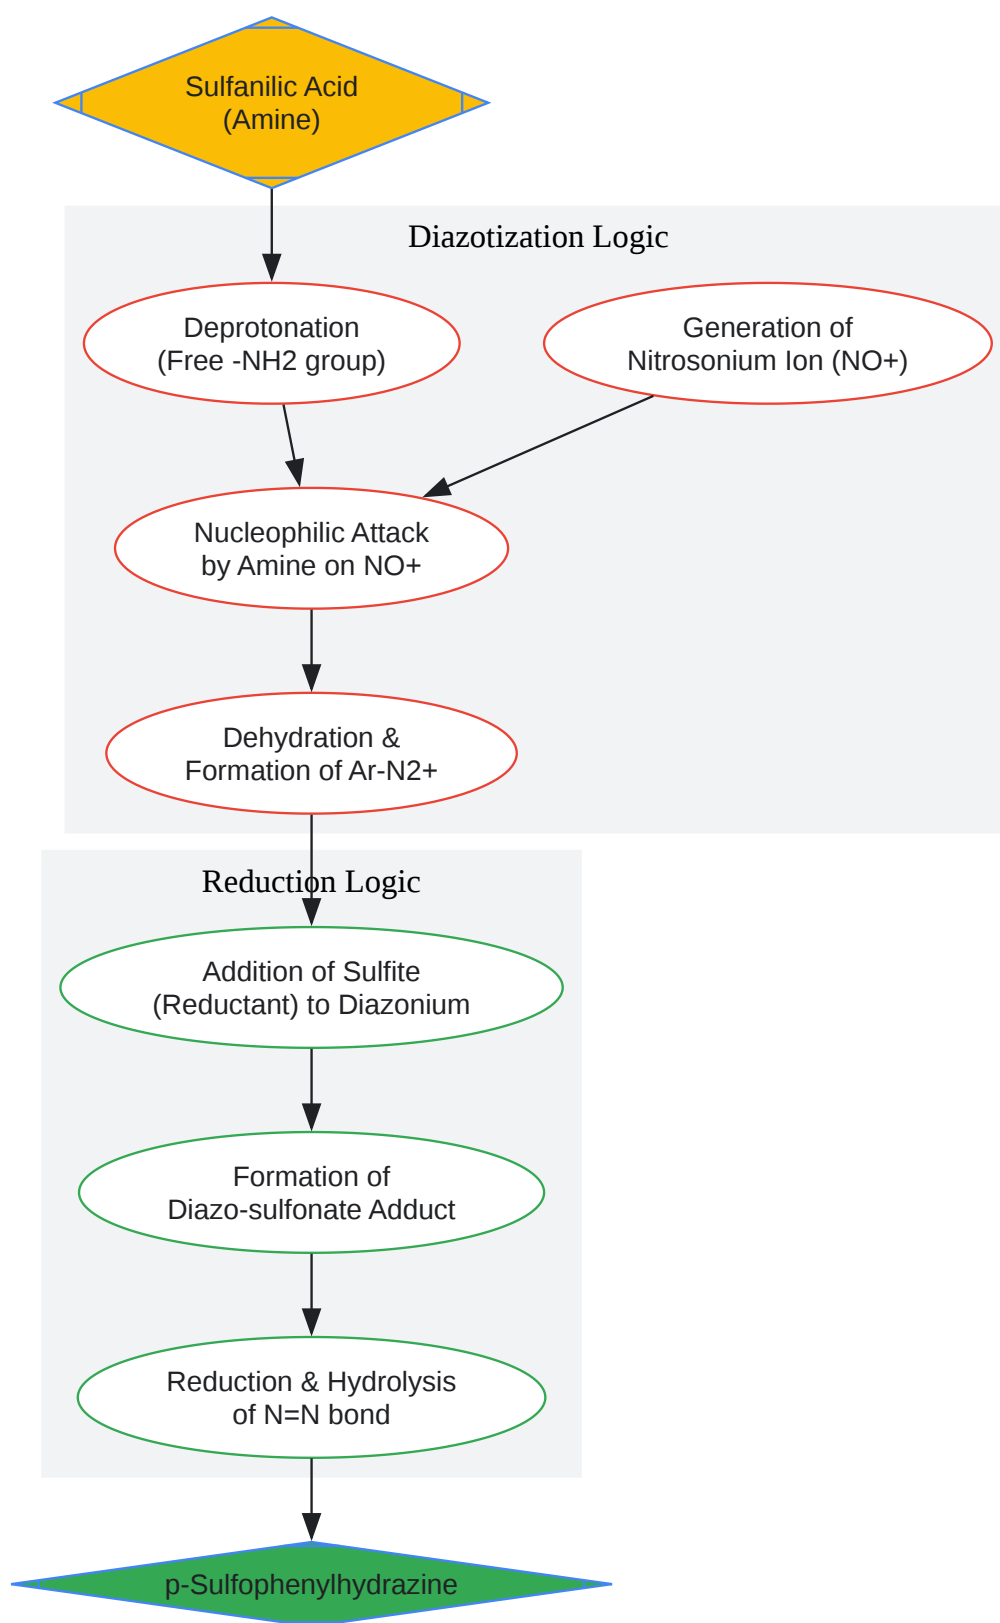 Sulfanilic Acid
(Amine)
Diazotization Logic
Deprotonation
(Free -NH2 group)
Generation of
Nitrosonium Ion (NO+)
Nucleophilic Attack
by Amine on NO+
Dehydration &
Formation of Ar-N2+
Reduction Logic
Addition of Sulfite
(Reductant) to Diazonium
Formation of
Diazo-sulfonate Adduct
Reduction & Hydrolysis
of N=N bond
p-Sulfophenylhydrazine